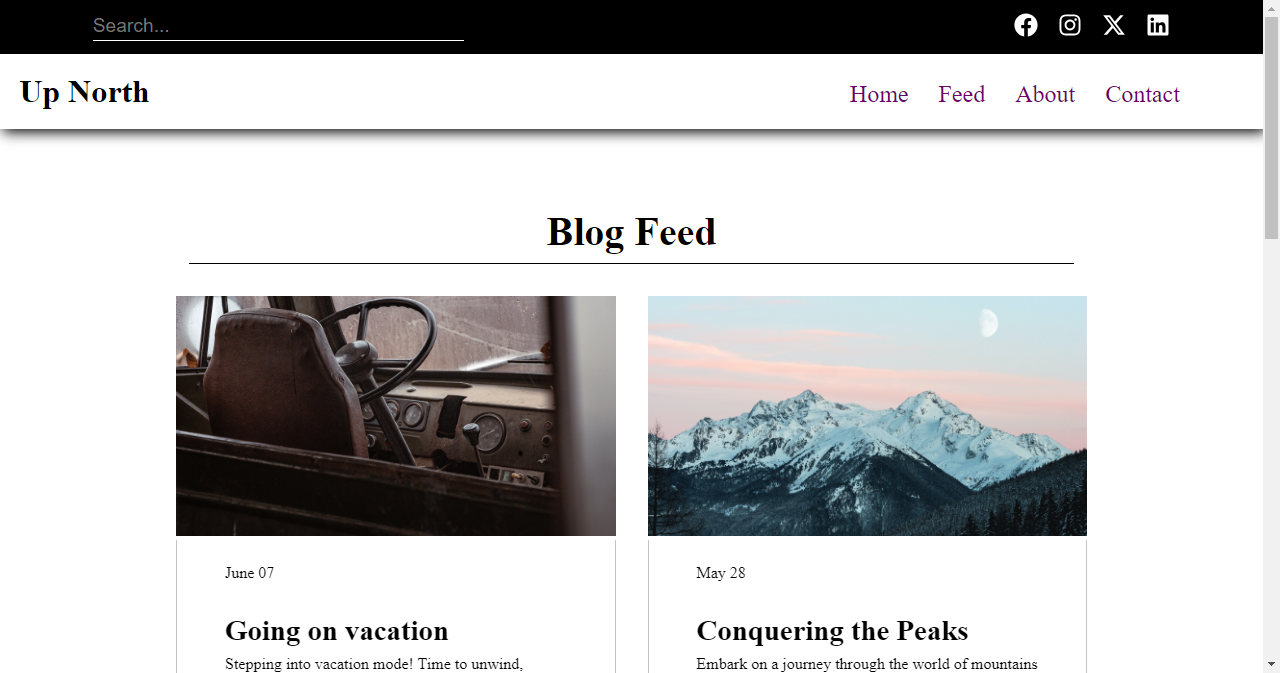 Search...
Up North
Home Feed About Contact
Blog Feed
June 07
Going on vacation
Stepping into vacation mode! Time to unwind,
May 28
Conquering the Peaks
Embark on a journey through the world of mountains